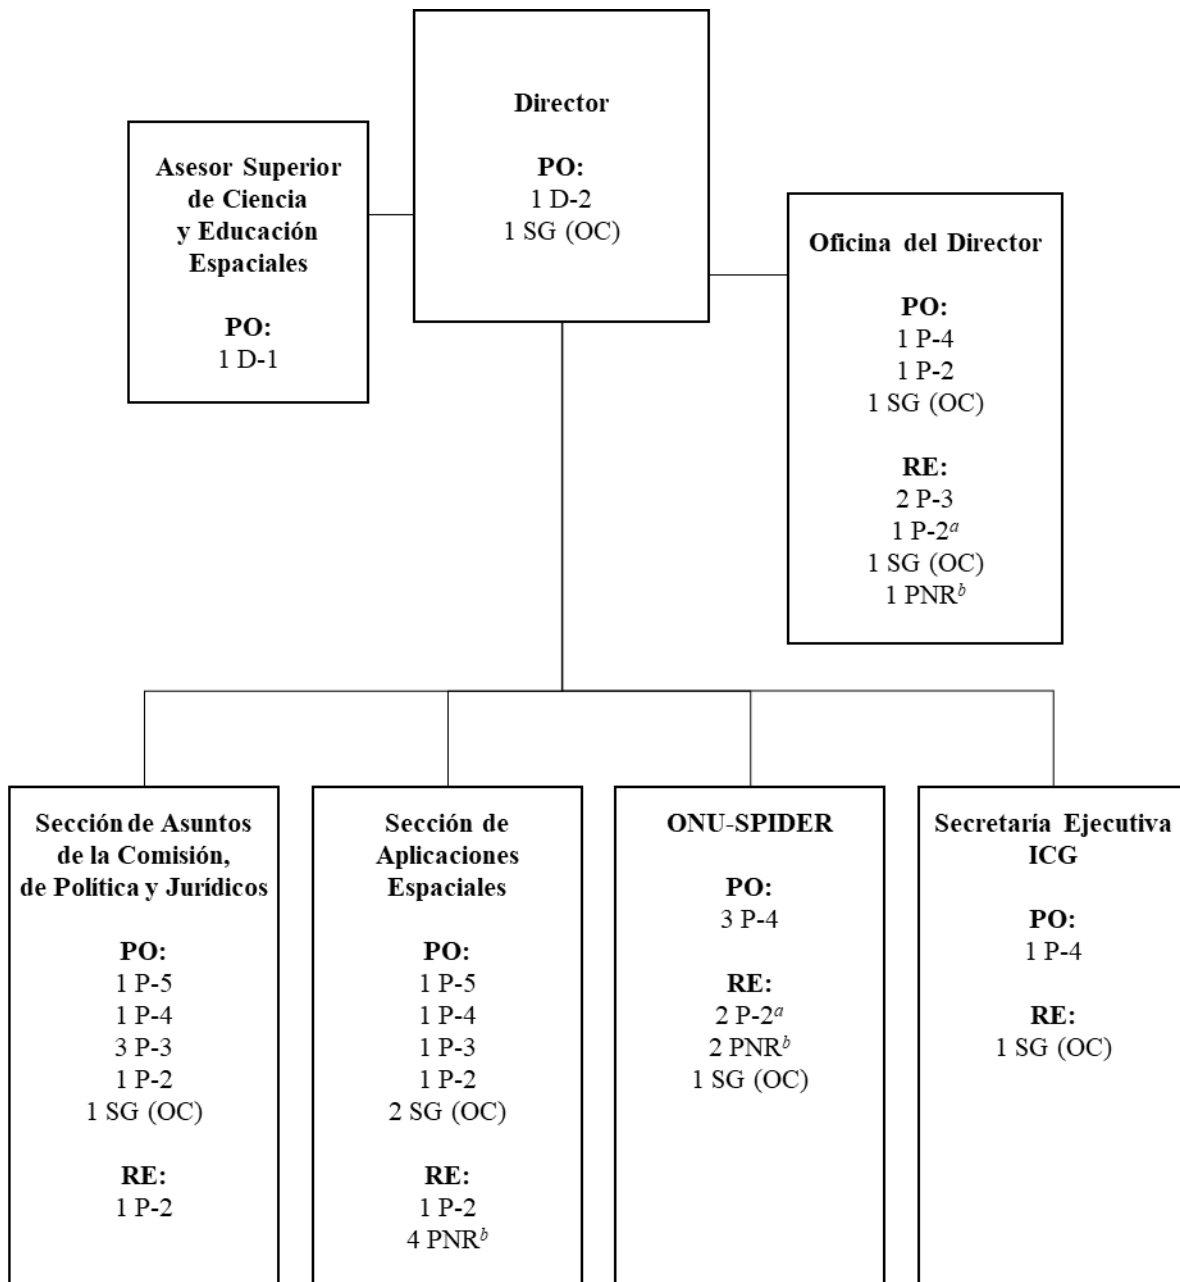 Director
PO:
1 D-2
1 SG (OC)
Asesor Superior
de Ciencia
y Educación
Espaciales
PO:
1 D-1
Oficina del Director
PO:
1 P-4
1 P-2
1 SG (OC)
RE:
2 P-3
1 P-2a
1 SG (OC)
1 PNRb
Sección de Asuntos
de la Comisión,
de Política y Jurídicos
PO:
1 P-5
1 P-4
3 P-3
1 P-2
1 SG (OC)
RE:
1 P-2
Sección de
Aplicaciones
Espaciales
PO:
1 P-5
1 P-4
1 P-3
1 P-2
2 SG (OC)
RE:
1 P-2
4 PNRb
ONU-SPIDER
PO:
3 P-4
RE:
2 P-2a
2 PNRb
1 SG (OC)
Secretaría Ejecutiva
ICG
PO:
1 P-4
RE:
1 SG (OC)